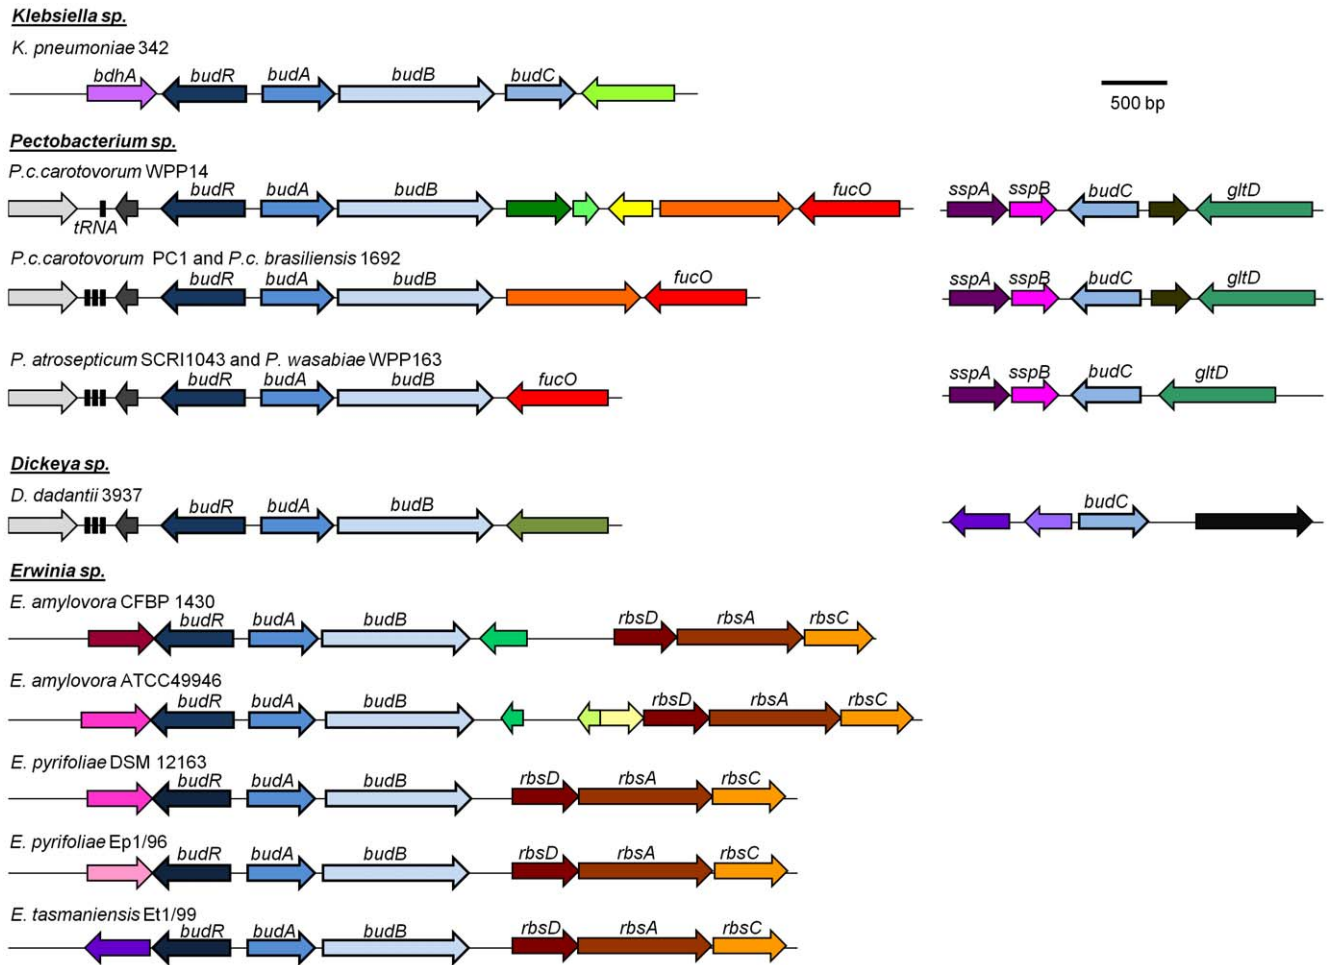 Klebsiella sp.
K. pneumoniae 342
bdhA budR budA budB budC
500 bp
Pectobacterium sp.
P.c.carotovorum WPP14
budR budA budB fucO sspA sspB budC gltD
tRNA
P.c.carotovorum PC1 and P.c. brasiliensis 1692
budR budA budB fucO sspA sspB budC gltD
P. atrosepticum SCRI1043 and P. wasabiae WPP163
budR budA budB fucO sspA sspB budC gltD
Dickeya sp.
D. dadantii 3937
budR budA budB budC
Erwinia sp.
E. amylovora CFBP 1430
budR budA budB rbsD rbsA rbsC
E. amylovora ATCC49946
budR budA budB rbsD rbsA rbsC
E. pyrifoliae DSM 12163
budR budA budB rbsD rbsA rbsC
E. pyrifoliae Ep1/96
budR budA budB rbsD rbsA rbsC
E. tasmaniensis Et1/99
budR budA budB rbsD rbsA rbsC